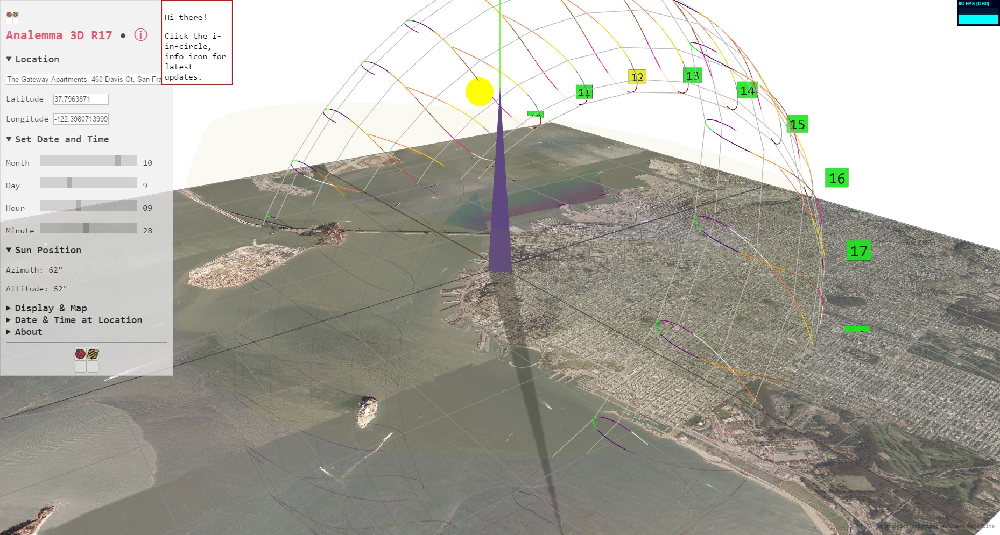 Analemma 3D R17 • ⓘ
▼ Location
The Gateway Apartments, 460 Davis Ct, San Fra
Latitude 37.7963871
Longitude -122.3980713999
▼ Set Date and Time
Month 10
Day 9
Hour 09
Minute 28
▼ Sun Position
Azimuth: 62°
Altitude: 62°
▶ Display & Map
▶ Date & Time at Location
▶ About
Hi there!
Click the i-
in-circle,
info icon for
latest
updates.
60 FPS (0-60)
11
12
13
14
15
16
17